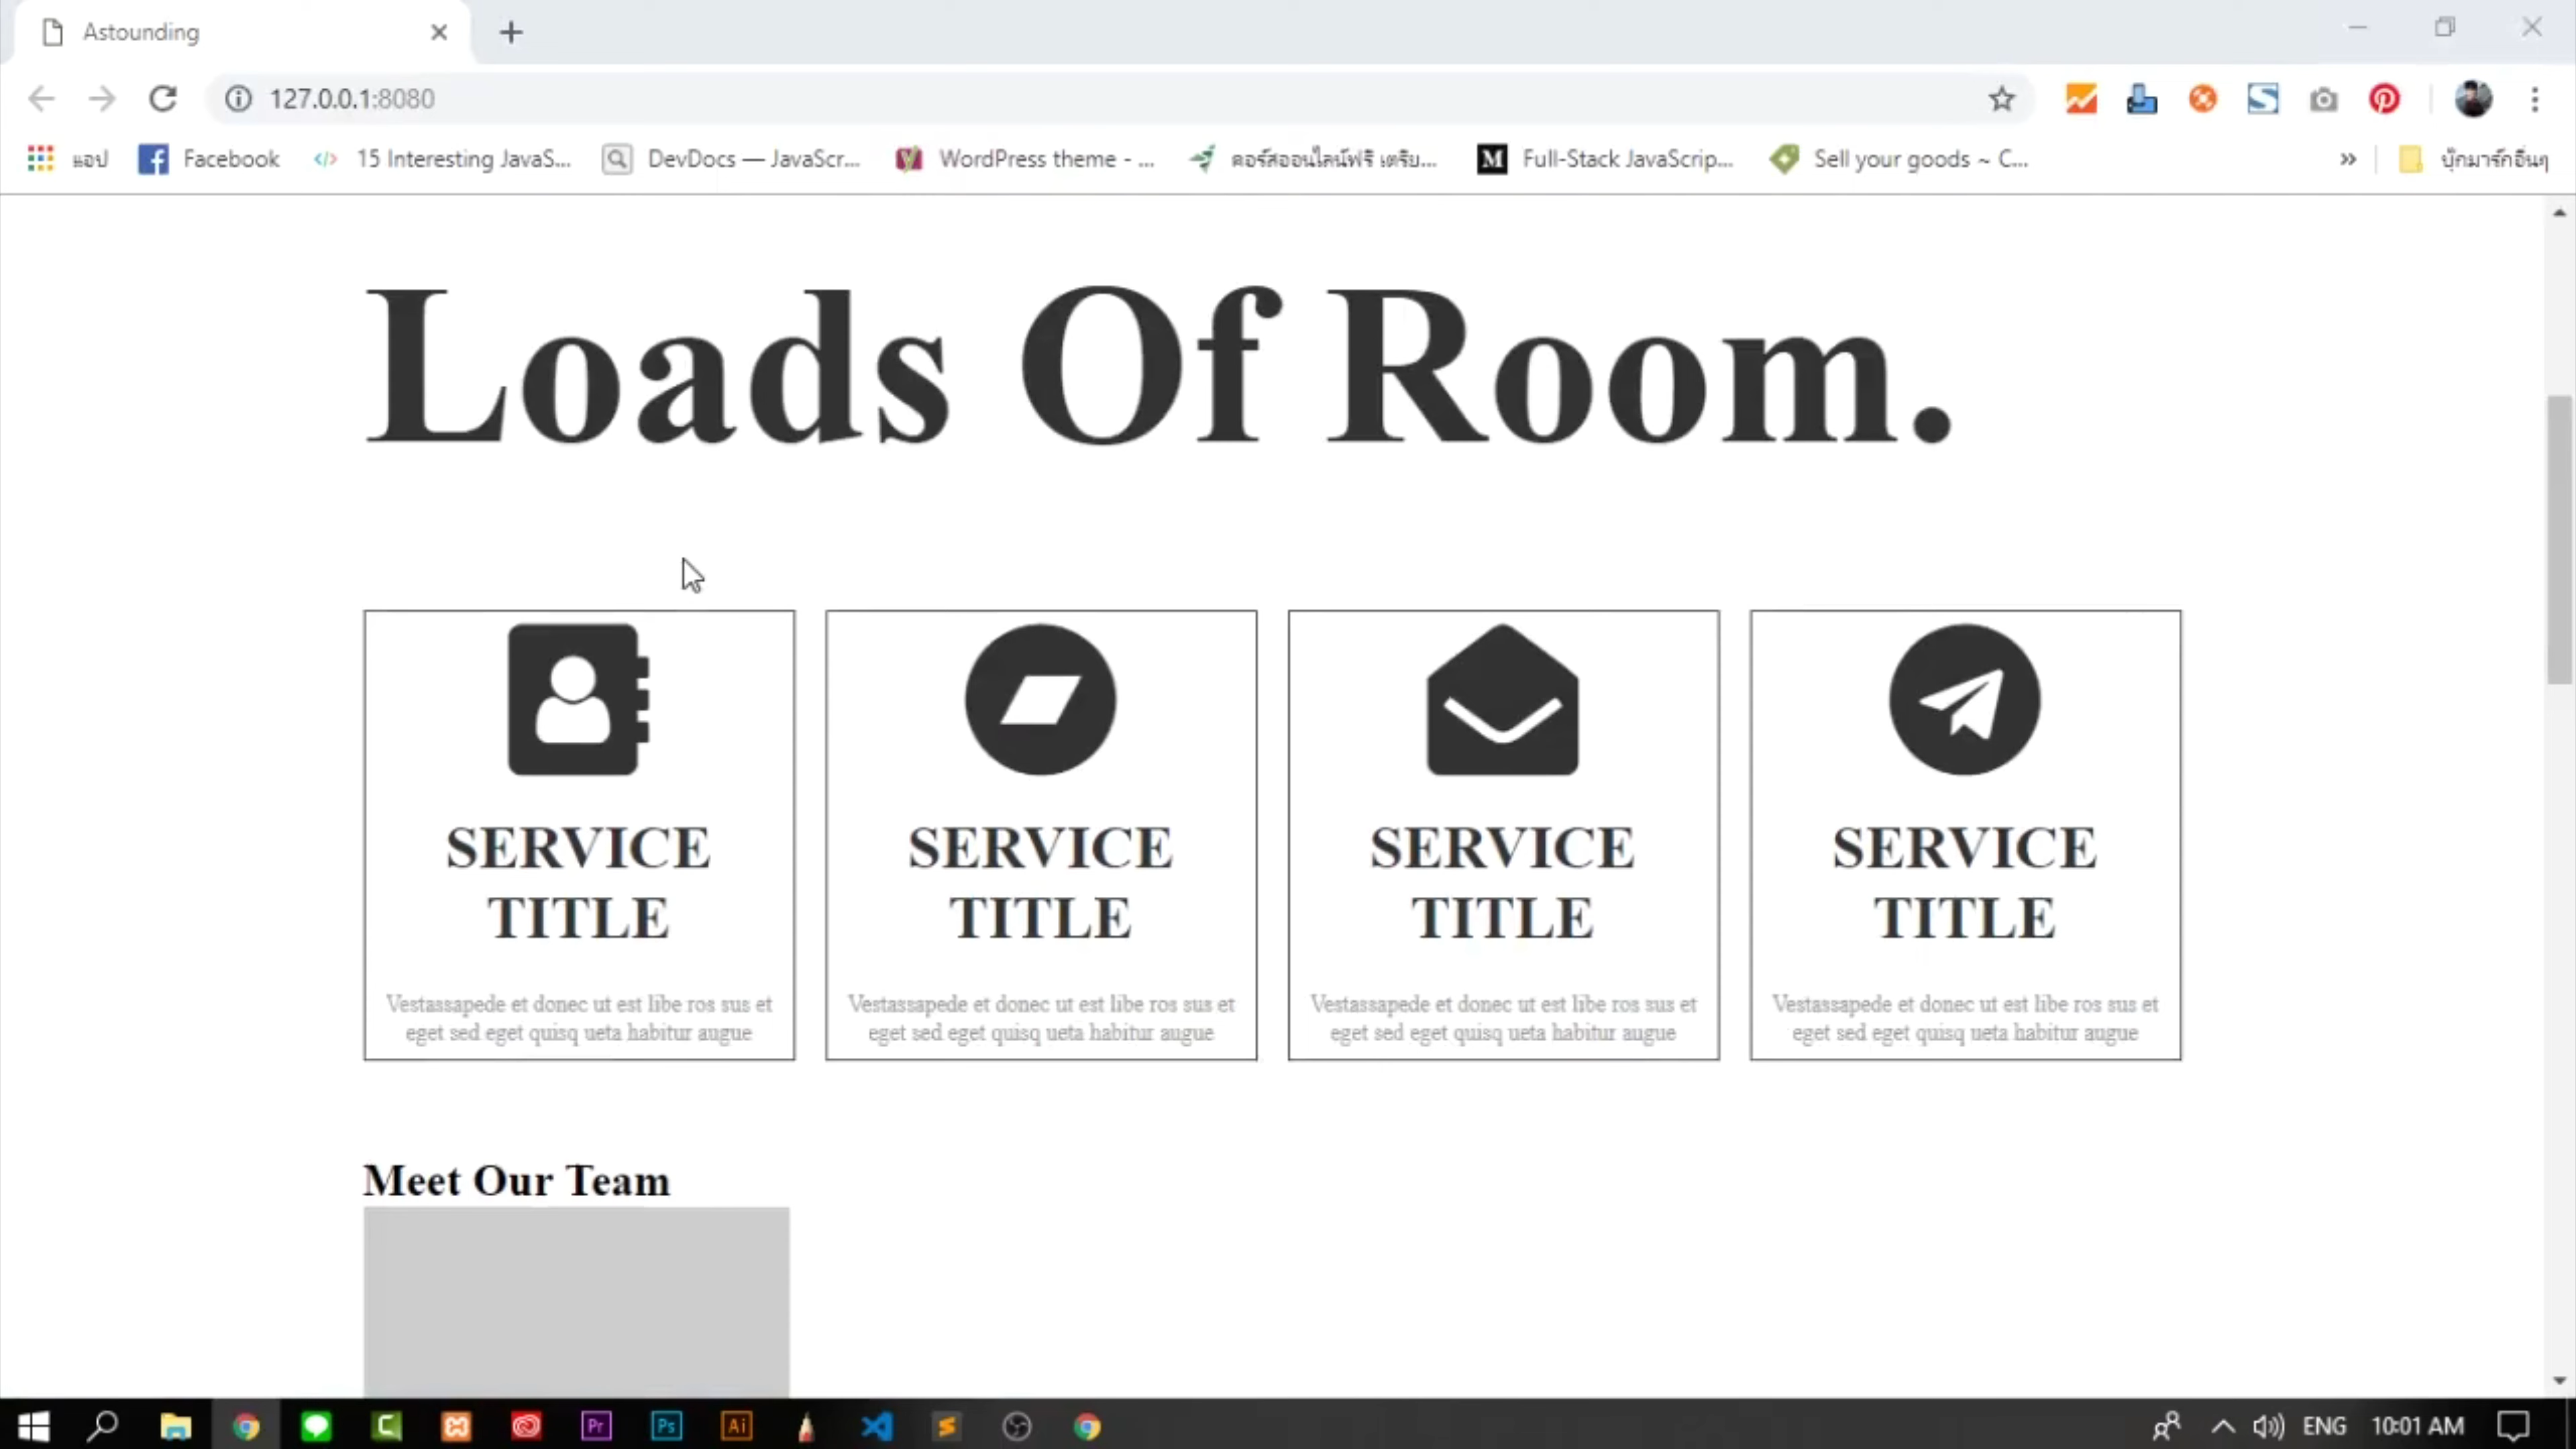 Astounding
127.0.0.1:8080
แอป Facebook 15 Interesting JavaS... DevDocs — JavaScr... WordPress theme - ... คอร์สออนไลน์ฟรี เตรีย... Full-Stack JavaScrip... Sell your goods ~ C... บุ๊กมาร์กอื่นๆ
Loads Of Room.
SERVICE TITLE
Vestassapede et donec ut est libe ros sus et
eget sed eget quisq ueta habitur augue
SERVICE TITLE
Vestassapede et donec ut est libe ros sus et
eget sed eget quisq ueta habitur augue
SERVICE TITLE
Vestassapede et donec ut est libe ros sus et
eget sed eget quisq ueta habitur augue
SERVICE TITLE
Vestassapede et donec ut est libe ros sus et
eget sed eget quisq ueta habitur augue
Meet Our Team
Pr Ps Ai ENG 10:01 AM